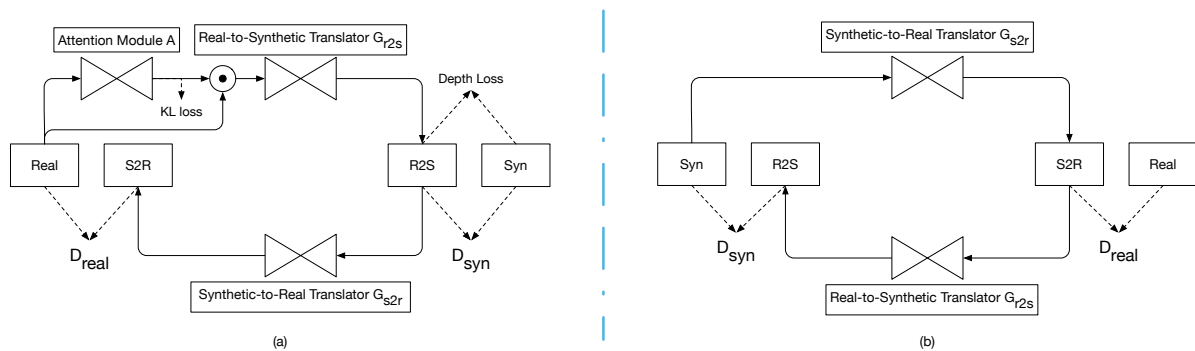 Attention Module A
Real-to-Synthetic Translator G_r2s
KL loss
Depth Loss
Real
S2R
R2S
Syn
D_real
D_syn
Synthetic-to-Real Translator G_s2r
(a)
Synthetic-to-Real Translator G_s2r
Syn
R2S
S2R
Real
D_syn
D_real
Real-to-Synthetic Translator G_r2s
(b)